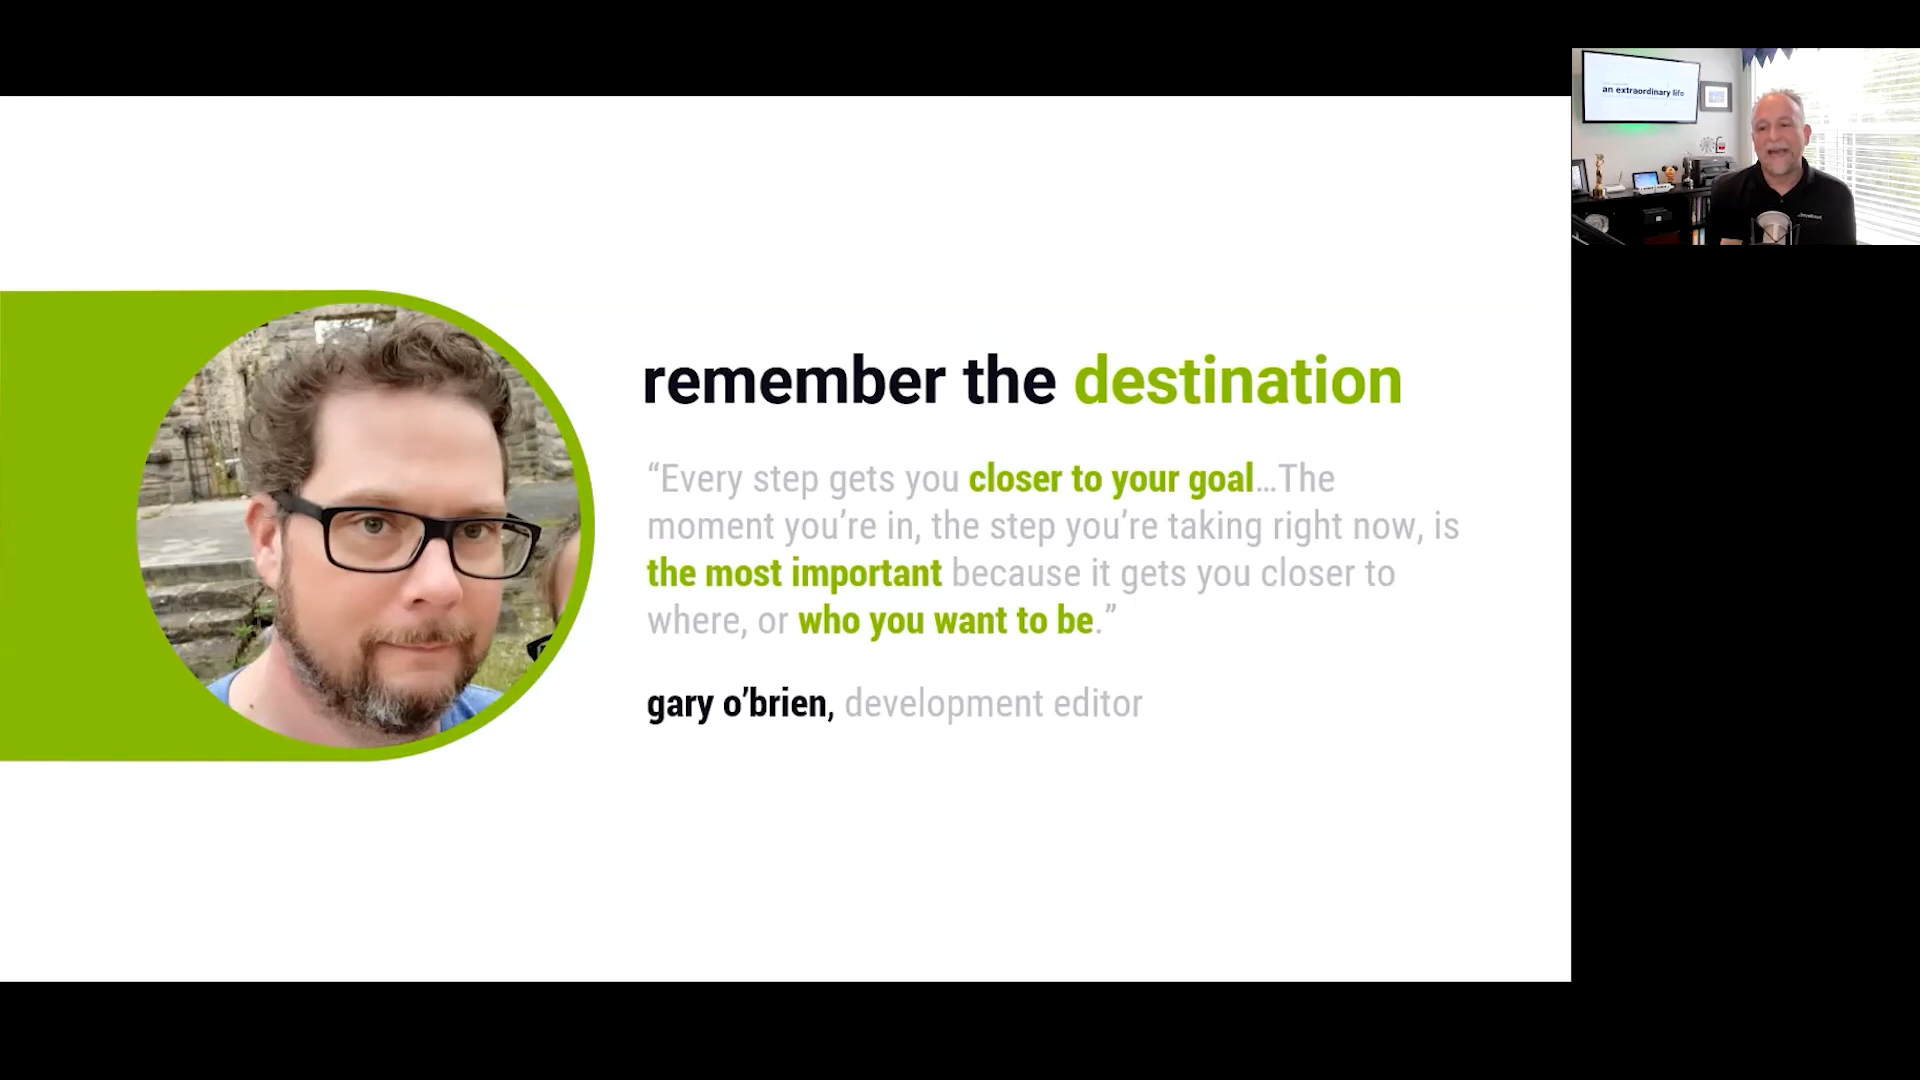 an extraordinary life
remember the destination
“Every step gets you closer to your goal…The
moment you’re in, the step you’re taking right now, is
the most important because it gets you closer to
where, or who you want to be.”
gary o’brien, development editor